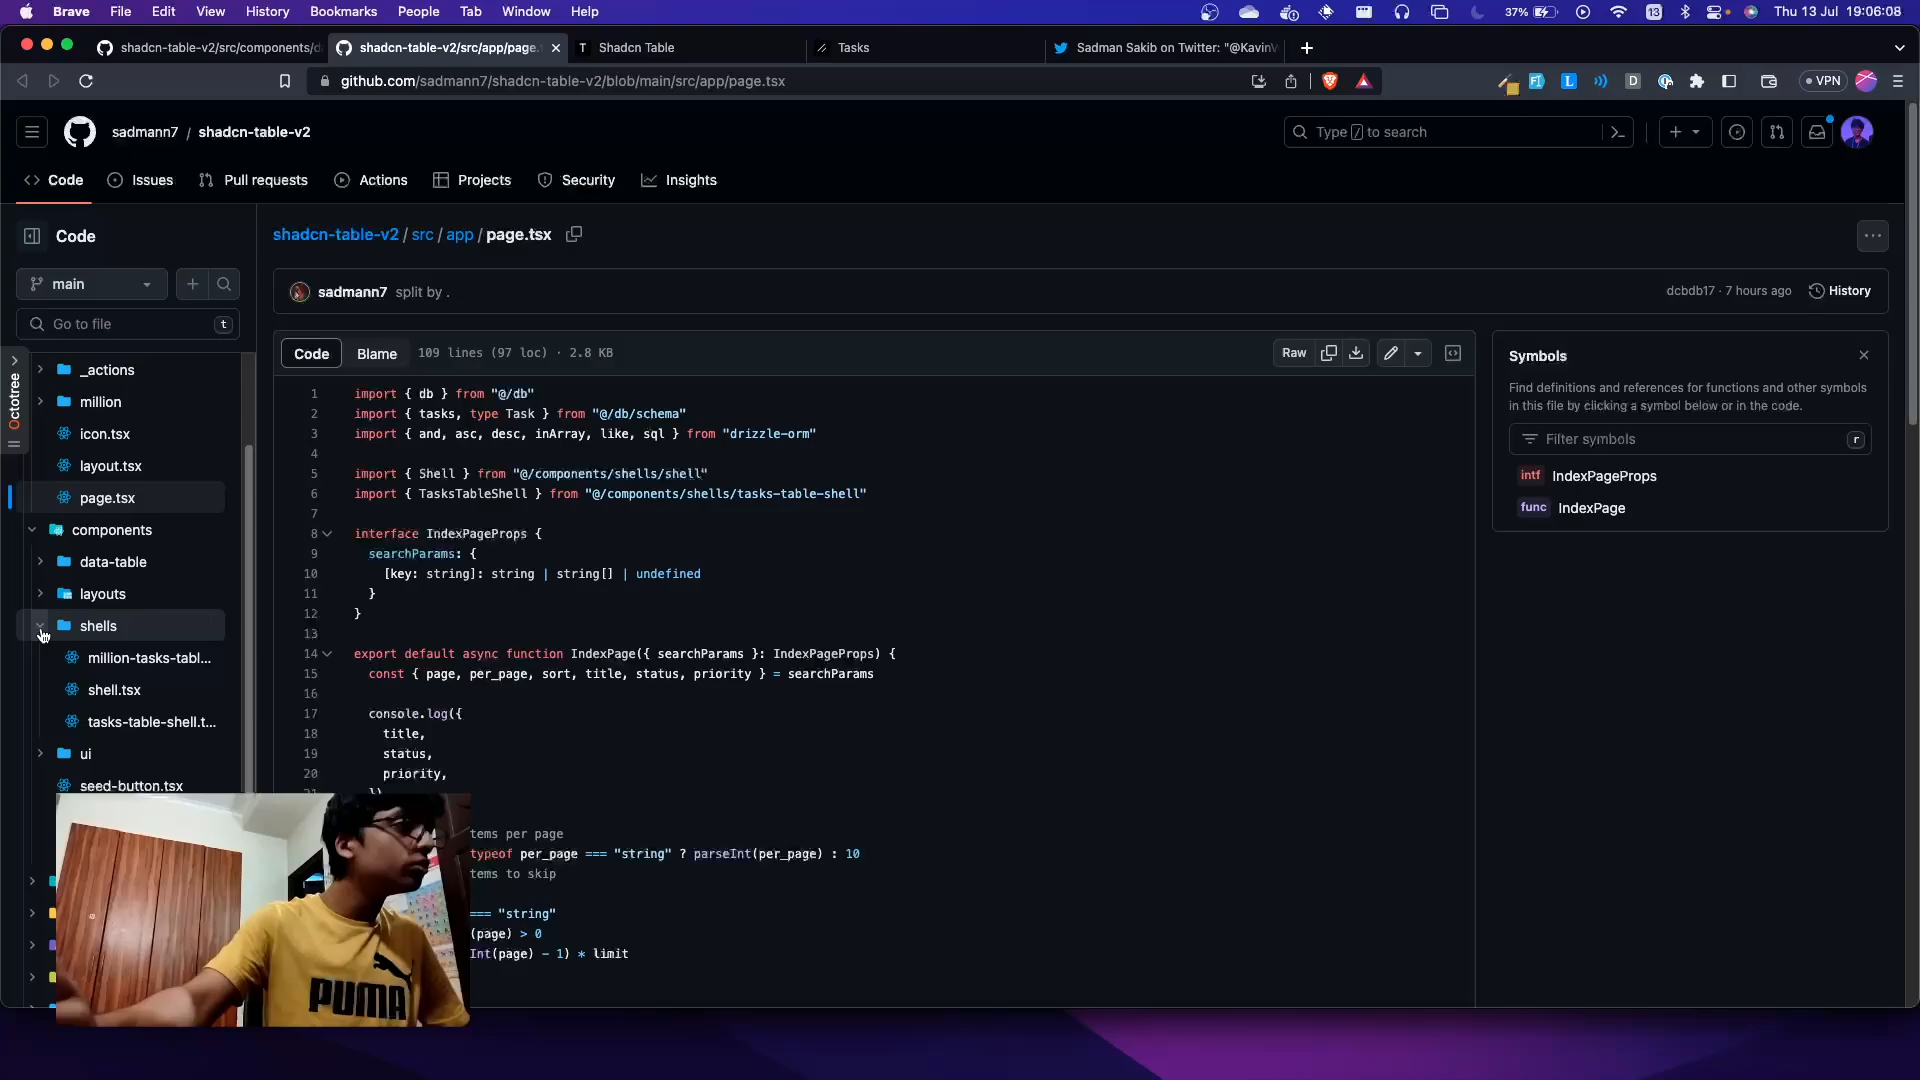 Brave File Edit View History Bookmarks People Tab Window Help
37% 13 Thu 13 Jul 19:06:08
shadcn-table-v2/src/components/d
shadcn-table-v2/src/app/page.
T Shadcn Table
Tasks
Sadman Sakib on Twitter: "@KavinV
github.com/sadmann7/shadcn-table-v2/blob/main/src/app/page.tsx
VPN
sadmann7 / shadcn-table-v2
Type / to search
Code Issues Pull requests Actions Projects Security Insights
Code
shadcn-table-v2 / src / app / page.tsx
main
sadmann7 split by .
dcbdb17 · 7 hours ago History
Go to file t
Octotree
_actions
million
icon.tsx
layout.tsx
page.tsx
components
data-table
layouts
shells
million-tasks-tabl...
shell.tsx
tasks-table-shell.t...
ui
seed-button.tsx
Code Blame 109 lines (97 loc) · 2.8 KB
Raw
1 import { db } from "@/db"
2 import { tasks, type Task } from "@/db/schema"
3 import { and, asc, desc, inArray, like, sql } from "drizzle-orm"
4
5 import { Shell } from "@/components/shells/shell"
6 import { TasksTableShell } from "@/components/shells/tasks-table-shell"
7
8 interface IndexPageProps {
9 searchParams: {
10 [key: string]: string | string[] | undefined
11 }
12 }
13
14 export default async function IndexPage({ searchParams }: IndexPageProps) {
15 const { page, per_page, sort, title, status, priority } = searchParams
16
17 console.log({
18 title,
19 status,
20 priority,
21 })
tems per page
typeof per_page === "string" ? parseInt(per_page) : 10
tems to skip
=== "string"
(page) > 0
Int(page) - 1) * limit
Symbols
Find definitions and references for functions and other symbols
in this file by clicking a symbol below or in the code.
Filter symbols r
intf IndexPageProps
func IndexPage
PUMA